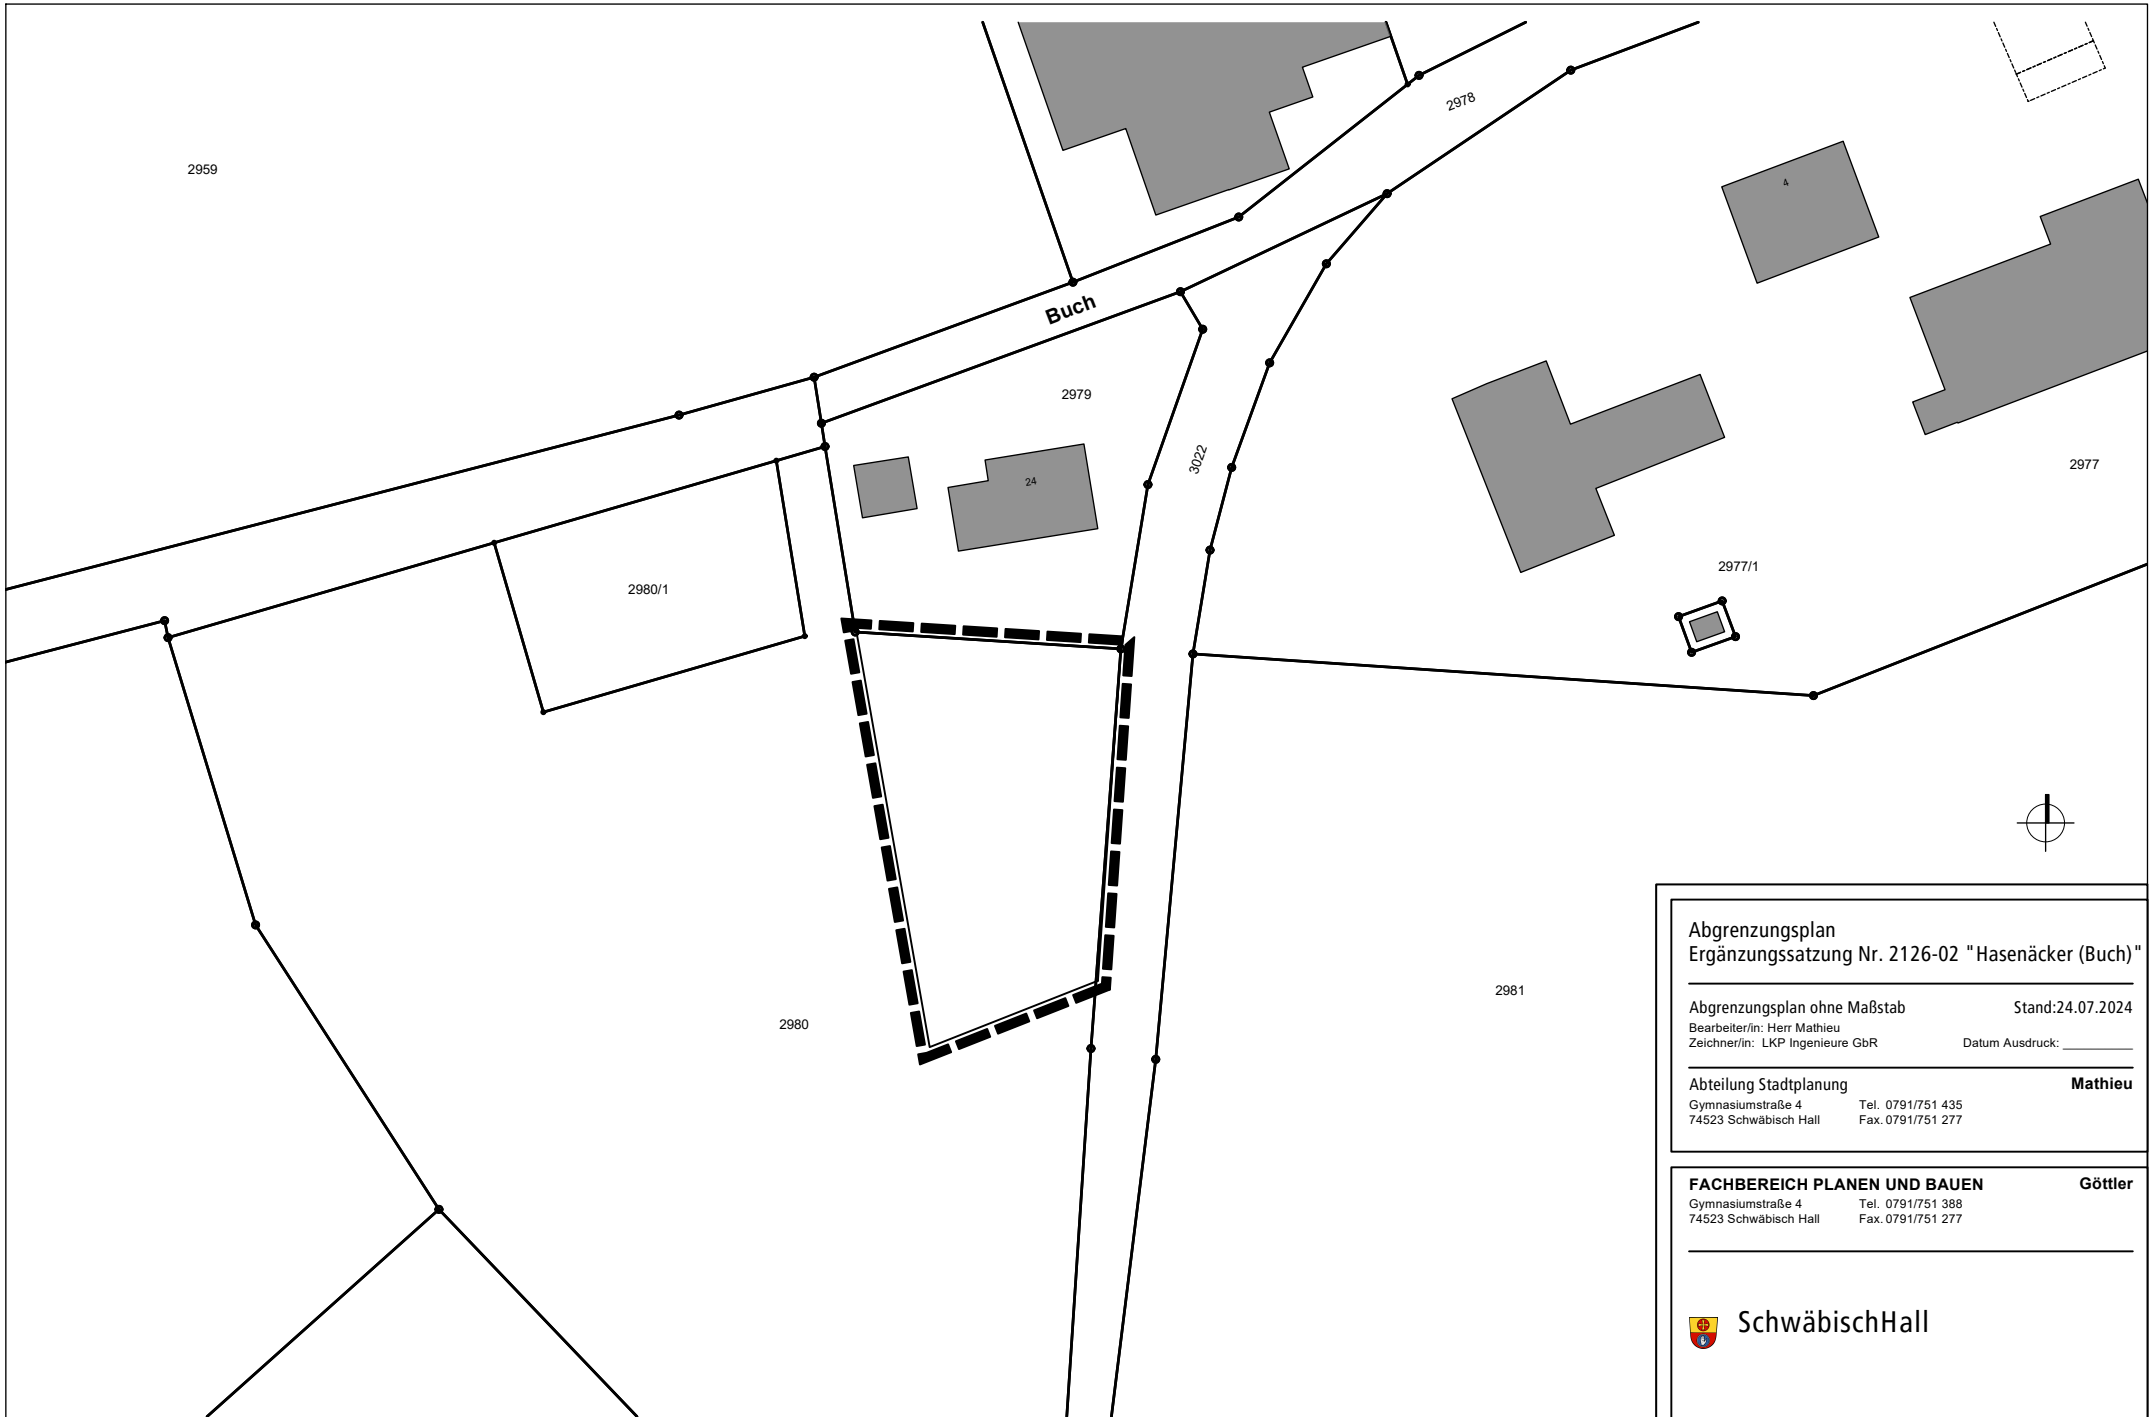 2959
2978
4
Buch
2979
3022
24
2977
2977/1
2980/1
2980
2981
Abgrenzungsplan
Ergänzungssatzung Nr. 2126-02 "Hasenäcker (Buch)"
Abgrenzungsplan ohne Maßstab Stand:24.07.2024
Bearbeiter/in: Herr Mathieu
Zeichner/in: LKP Ingenieure GbR Datum Ausdruck: __________
Abteilung Stadtplanung Mathieu
Gymnasiumstraße 4 Tel. 0791/751 435
74523 Schwäbisch Hall Fax. 0791/751 277
FACHBEREICH PLANEN UND BAUEN Göttler
Gymnasiumstraße 4 Tel. 0791/751 388
74523 Schwäbisch Hall Fax. 0791/751 277
SchwäbischHall